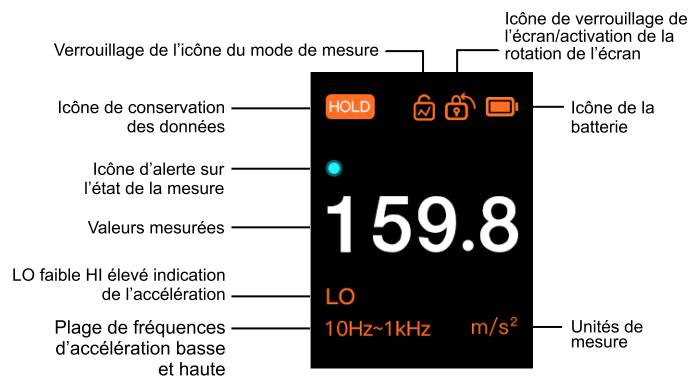 Icône de verrouillage de
l'écran/activation de la
rotation de l'écran
Verrouillage de l'icône du mode de mesure
Icône de conservation
des données
HOLD
Icône de la
batterie
Icône d'alerte sur
l'état de la mesure
Valeurs mesurées
159.8
LO faible HI élevé indication
de l'accélération
LO
Plage de fréquences
d'accélération basse
et haute
10Hz~1kHz
m/s²
Unités de
mesure